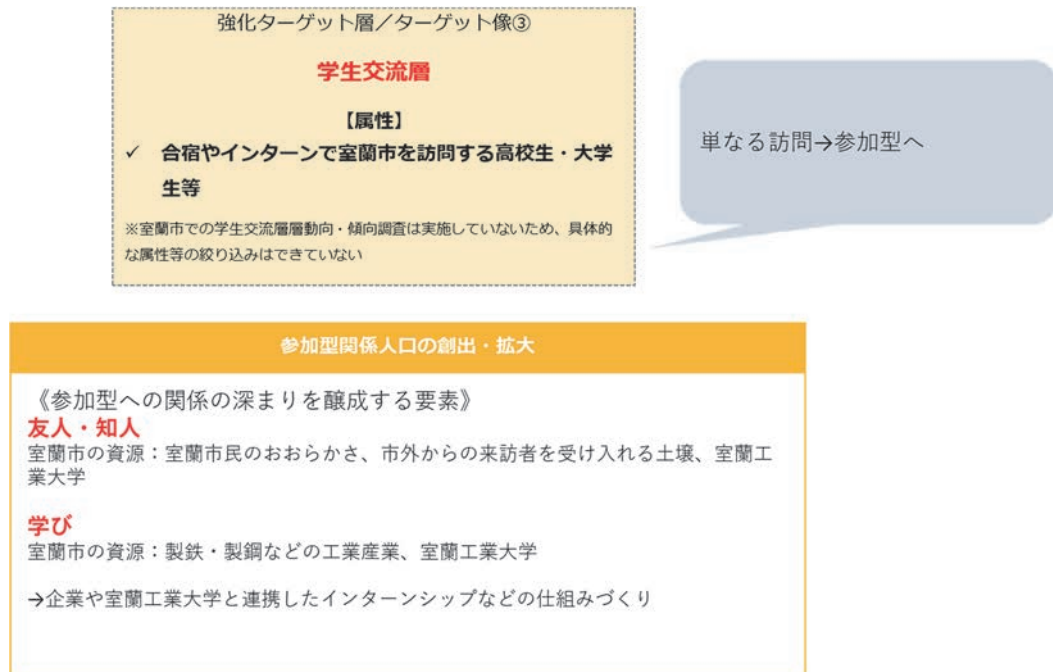 強化ターゲット層／ターゲット像③
学生交流層
【属性】
✓ 合宿やインターンで室蘭市を訪問する高校生・大学
生等
※室蘭市での学生交流層層動向・傾向調査は実施していないため、具体的
な属性等の絞り込みはできていない
単なる訪問→参加型へ
参加型関係人口の創出・拡大
《参加型への関係の深まりを醸成する要素》
友人・知人
室蘭市の資源：室蘭市民のおおらかさ、市外からの来訪者を受け入れる土壌、室蘭工
業大学
学び
室蘭市の資源：製鉄・製鋼などの工業産業、室蘭工業大学
→企業や室蘭工業大学と連携したインターンシップなどの仕組みづくり